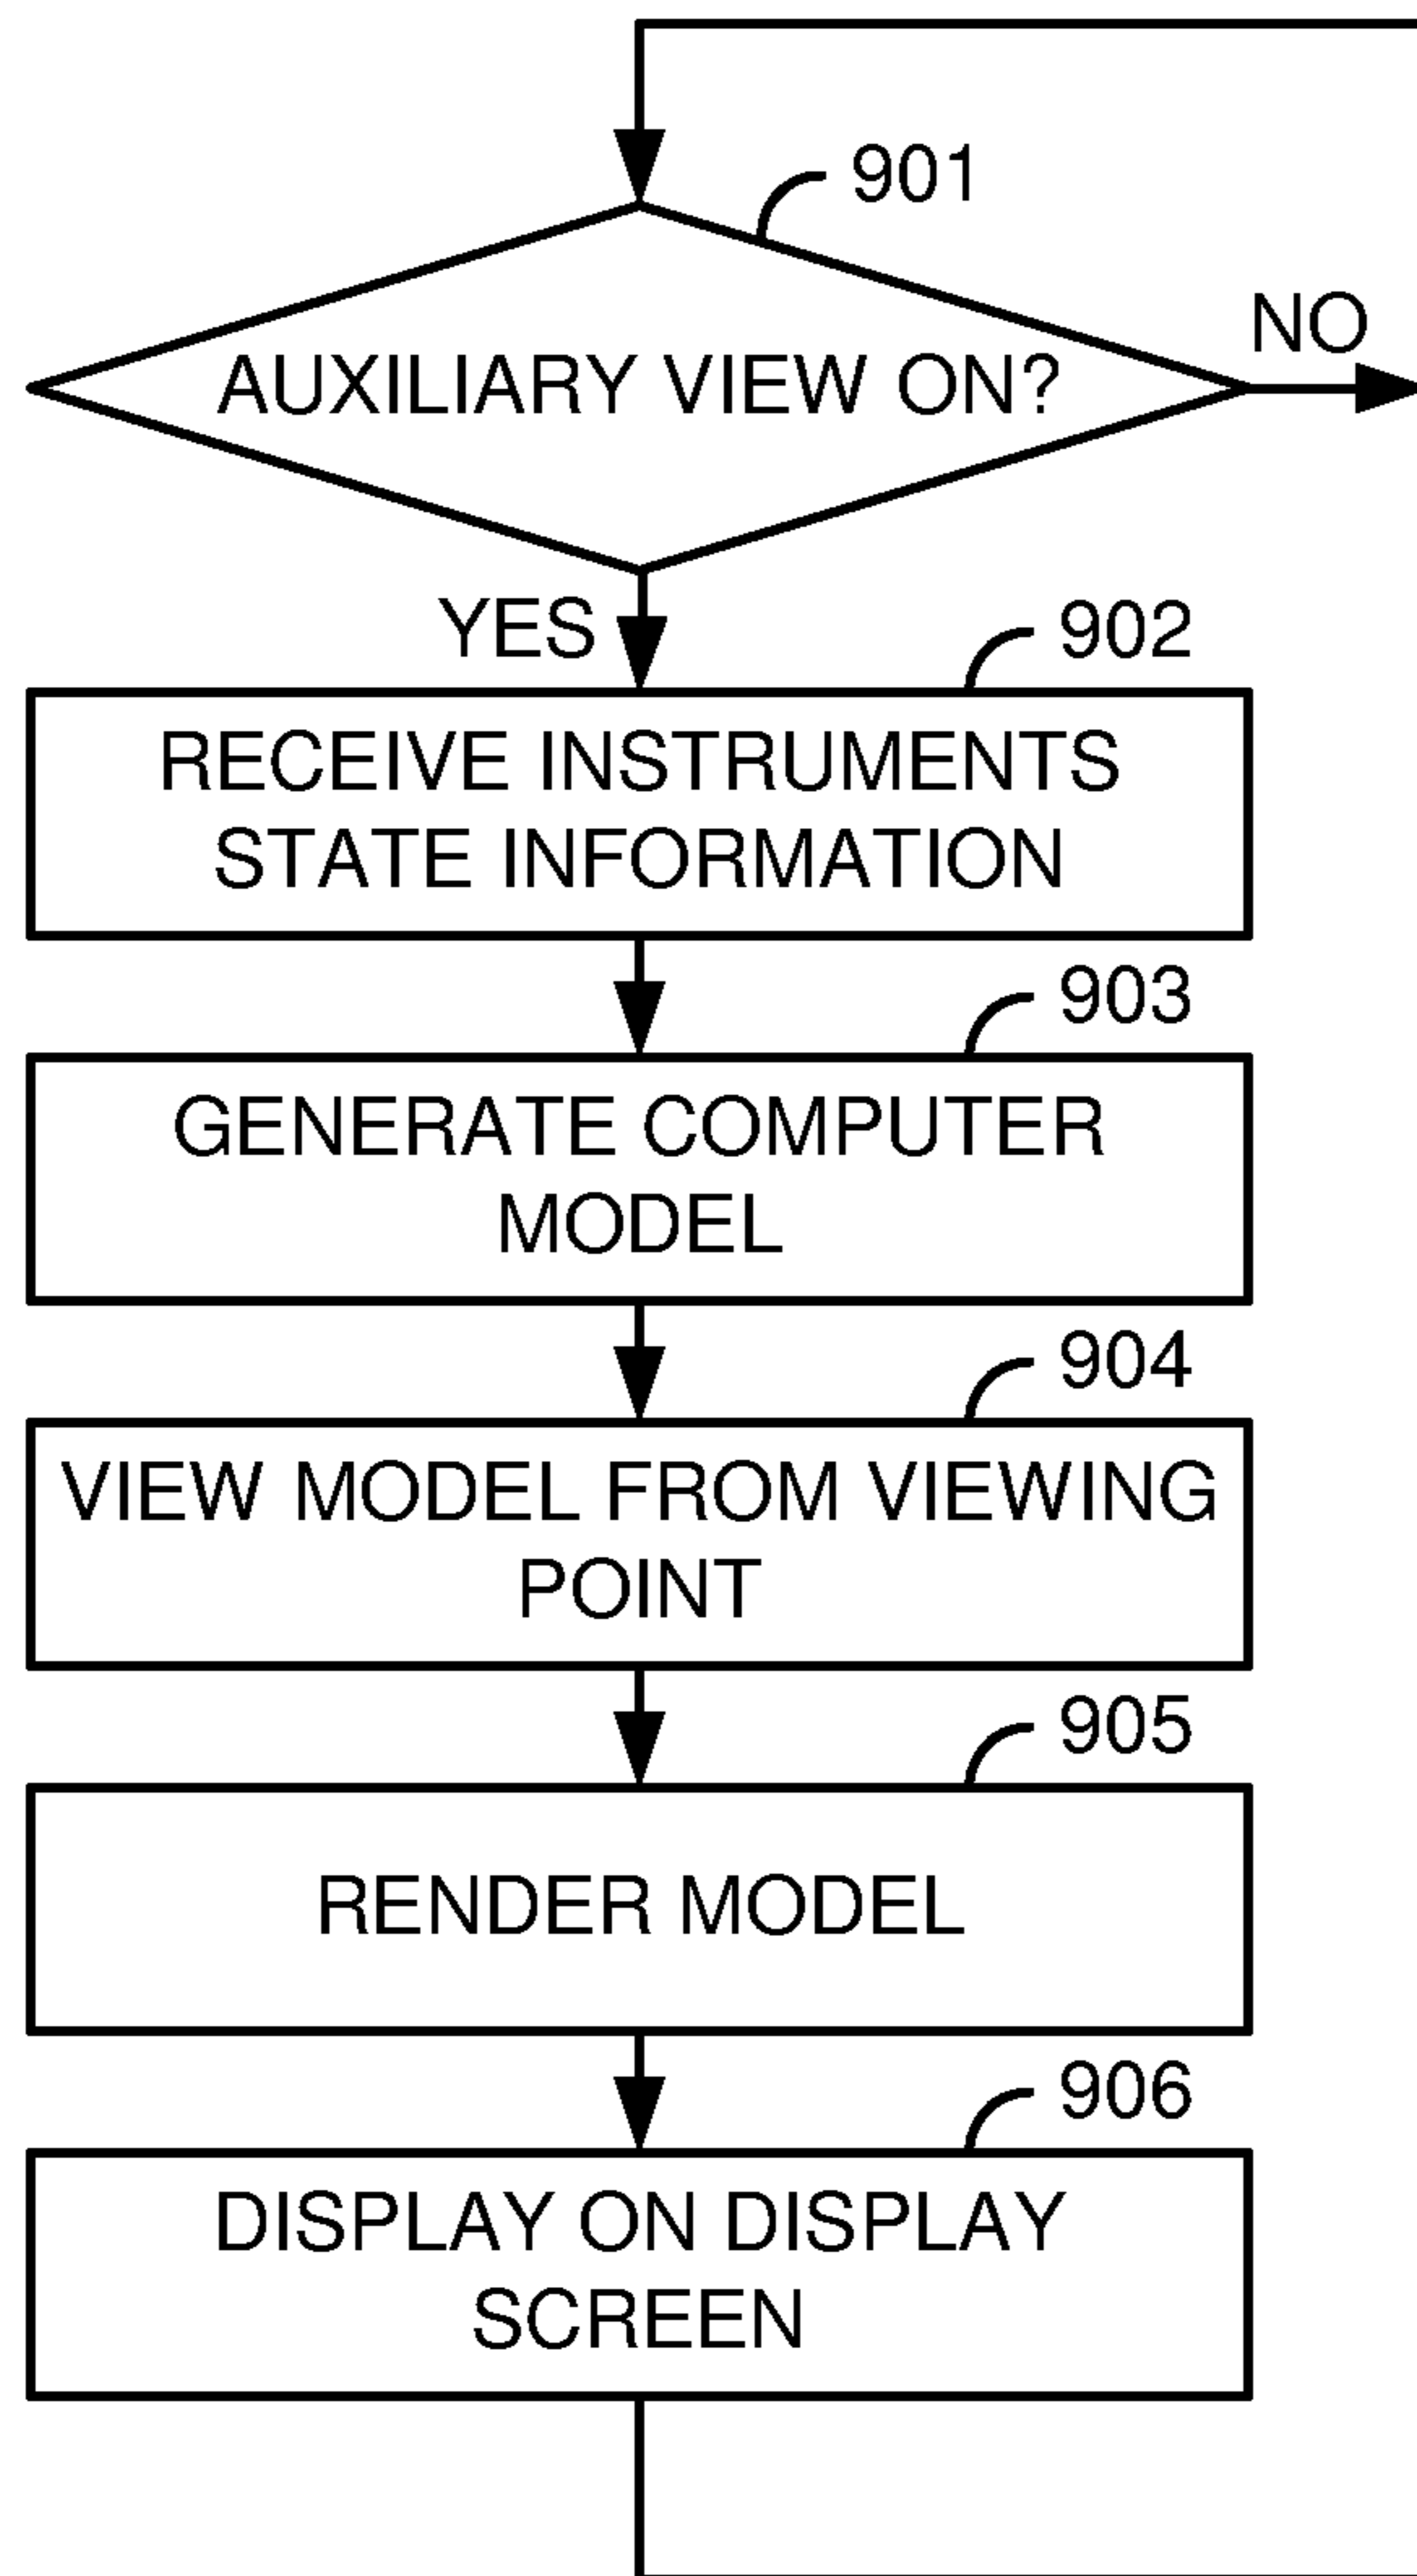 901
AUXILIARY VIEW ON?
NO
YES
902
RECEIVE INSTRUMENTS
STATE INFORMATION
903
GENERATE COMPUTER
MODEL
904
VIEW MODEL FROM VIEWING
POINT
905
RENDER MODEL
906
DISPLAY ON DISPLAY
SCREEN